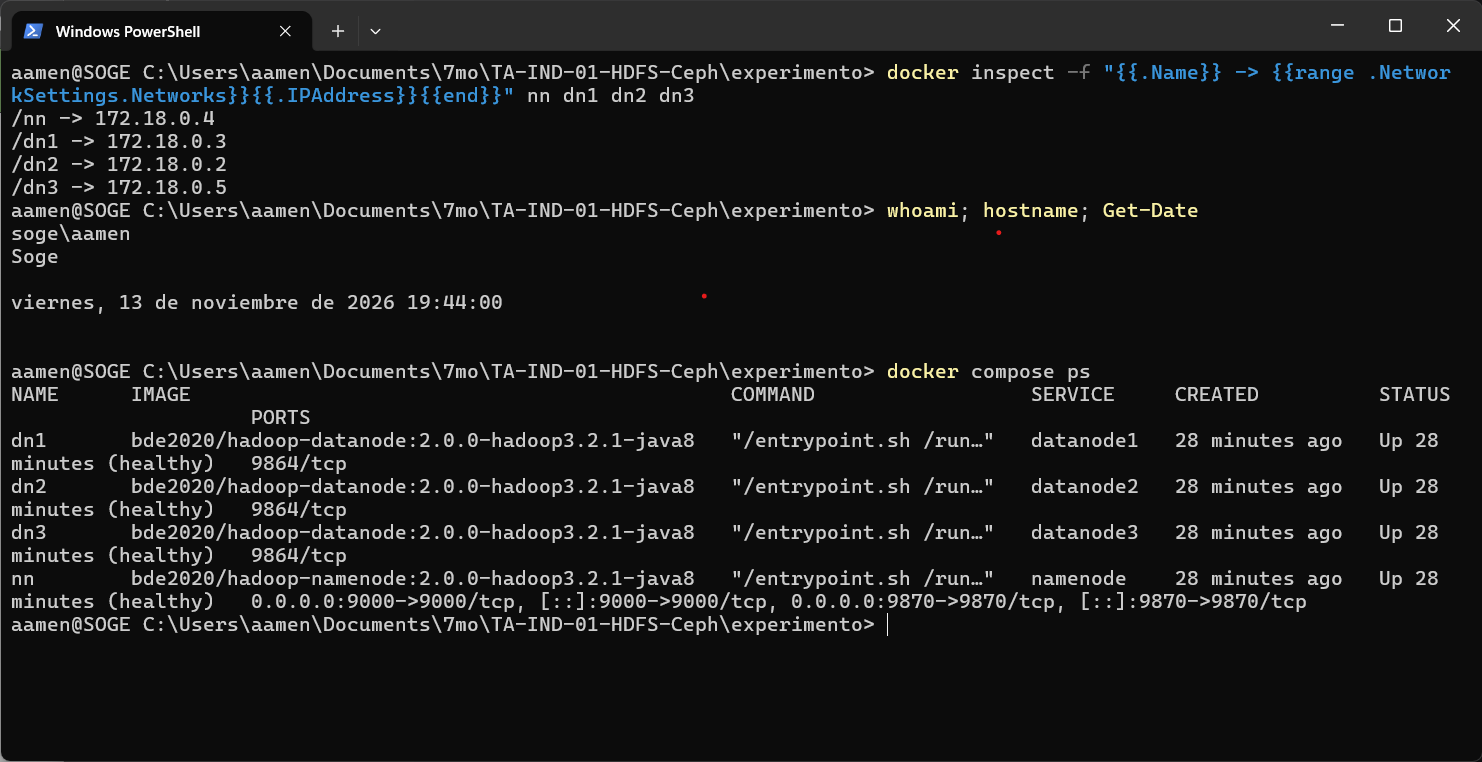 Windows PowerShell
aamen@SOGE C:\Users\aamen\Documents\7mo\TA-IND-01-HDFS-Ceph\experimento> docker inspect -f "{{.Name}} -> {{range .Networ
kSettings.Networks}}{{.IPAddress}}{{end}}" nn dn1 dn2 dn3
/nn -> 172.18.0.4
/dn1 -> 172.18.0.3
/dn2 -> 172.18.0.2
/dn3 -> 172.18.0.5
aamen@SOGE C:\Users\aamen\Documents\7mo\TA-IND-01-HDFS-Ceph\experimento> whoami; hostname; Get-Date
soge\aamen
Soge
viernes, 13 de noviembre de 2026 19:44:00
aamen@SOGE C:\Users\aamen\Documents\7mo\TA-IND-01-HDFS-Ceph\experimento> docker compose ps
NAME      IMAGE                                             COMMAND                  SERVICE     CREATED          STATUS
                    PORTS
dn1       bde2020/hadoop-datanode:2.0.0-hadoop3.2.1-java8   "/entrypoint.sh /run…"   datanode1   28 minutes ago   Up 28
minutes (healthy)   9864/tcp
dn2       bde2020/hadoop-datanode:2.0.0-hadoop3.2.1-java8   "/entrypoint.sh /run…"   datanode2   28 minutes ago   Up 28
minutes (healthy)   9864/tcp
dn3       bde2020/hadoop-datanode:2.0.0-hadoop3.2.1-java8   "/entrypoint.sh /run…"   datanode3   28 minutes ago   Up 28
minutes (healthy)   9864/tcp
nn        bde2020/hadoop-namenode:2.0.0-hadoop3.2.1-java8   "/entrypoint.sh /run…"   namenode    28 minutes ago   Up 28
minutes (healthy)   0.0.0.0:9000->9000/tcp, [::]:9000->9000/tcp, 0.0.0.0:9870->9870/tcp, [::]:9870->9870/tcp
aamen@SOGE C:\Users\aamen\Documents\7mo\TA-IND-01-HDFS-Ceph\experimento>